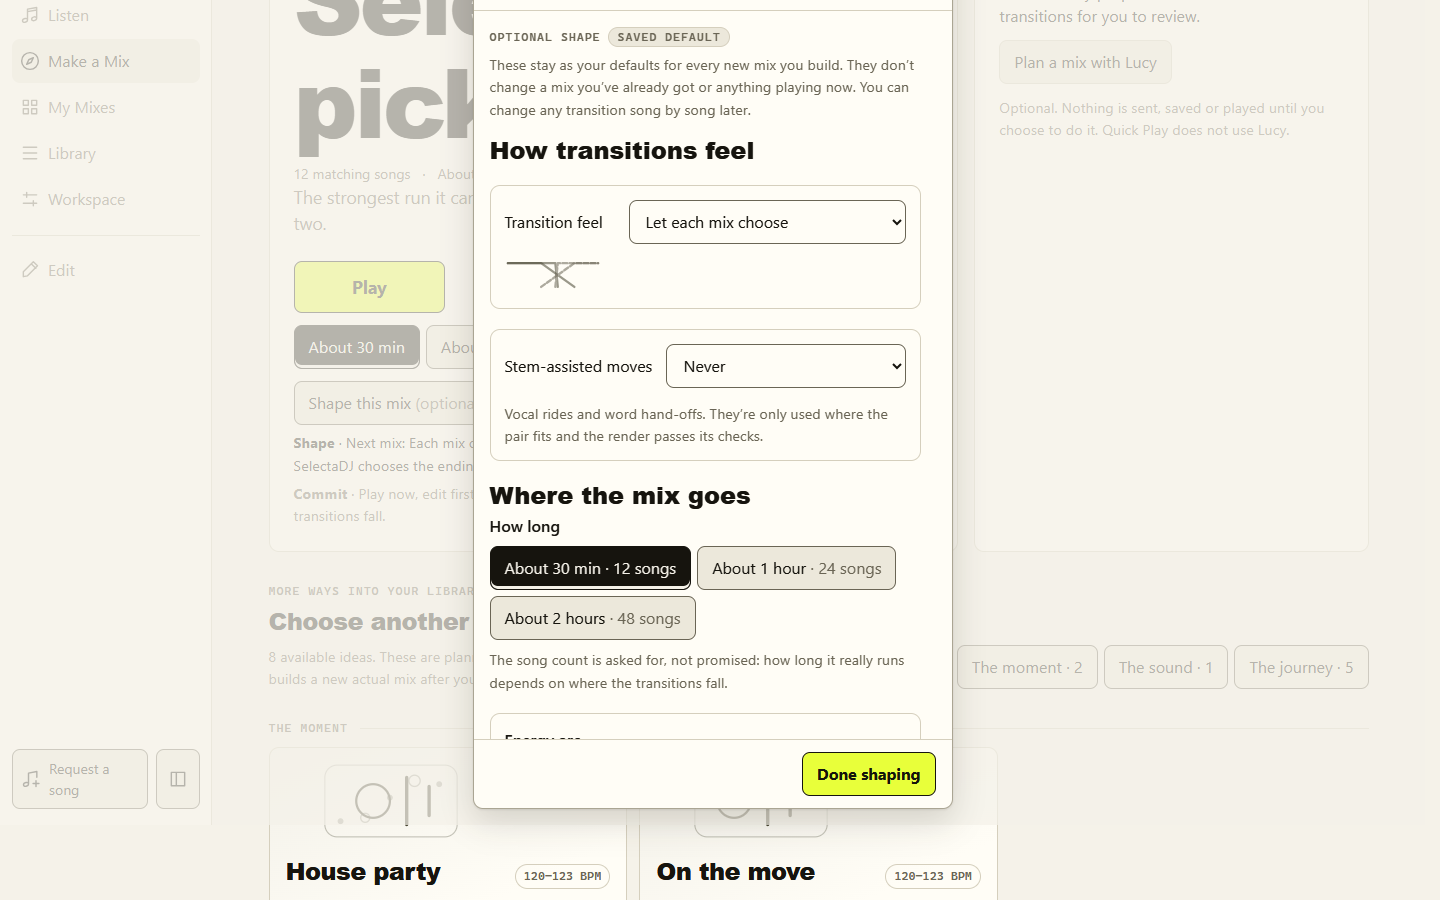 Listen
Make a Mix
My Mixes
Library
Workspace
Edit
Request a
song
pick
12 matching songs · About
The strongest run it can
two.
Play
About 30 min
Shape this mix (optional
Shape · Next mix: Each mix
SelectaDJ chooses the ending
Commit · Play now, edit first
transitions fall.
MORE WAYS INTO YOUR LIBRAR
Choose another
8 available ideas. These are plan
builds a new actual mix after you
THE MOMENT
OPTIONAL SHAPE SAVED DEFAULT
These stay as your defaults for every new mix you build. They don’t
change a mix you’ve already got or anything playing now. You can
change any transition song by song later.
How transitions feel
Transition feel Let each mix choose
Stem-assisted moves Never
Vocal rides and word hand-offs. They’re only used where the
pair fits and the render passes its checks.
Where the mix goes
How long
About 30 min · 12 songs
About 1 hour · 24 songs
About 2 hours · 48 songs
The song count is asked for, not promised: how long it really runs
depends on where the transitions fall.
Done shaping
transitions for you to review.
Plan a mix with Lucy
Optional. Nothing is sent, saved or played until you
choose to do it. Quick Play does not use Lucy.
The moment · 2
The sound · 1
The journey · 5
House party
120–123 BPM
On the move
120–123 BPM